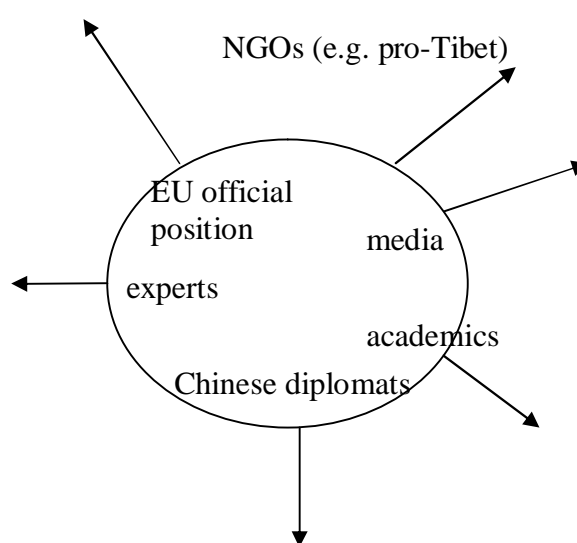 NGOs (e.g. pro-Tibet)
EU official
position
media
experts
academics
Chinese diplomats